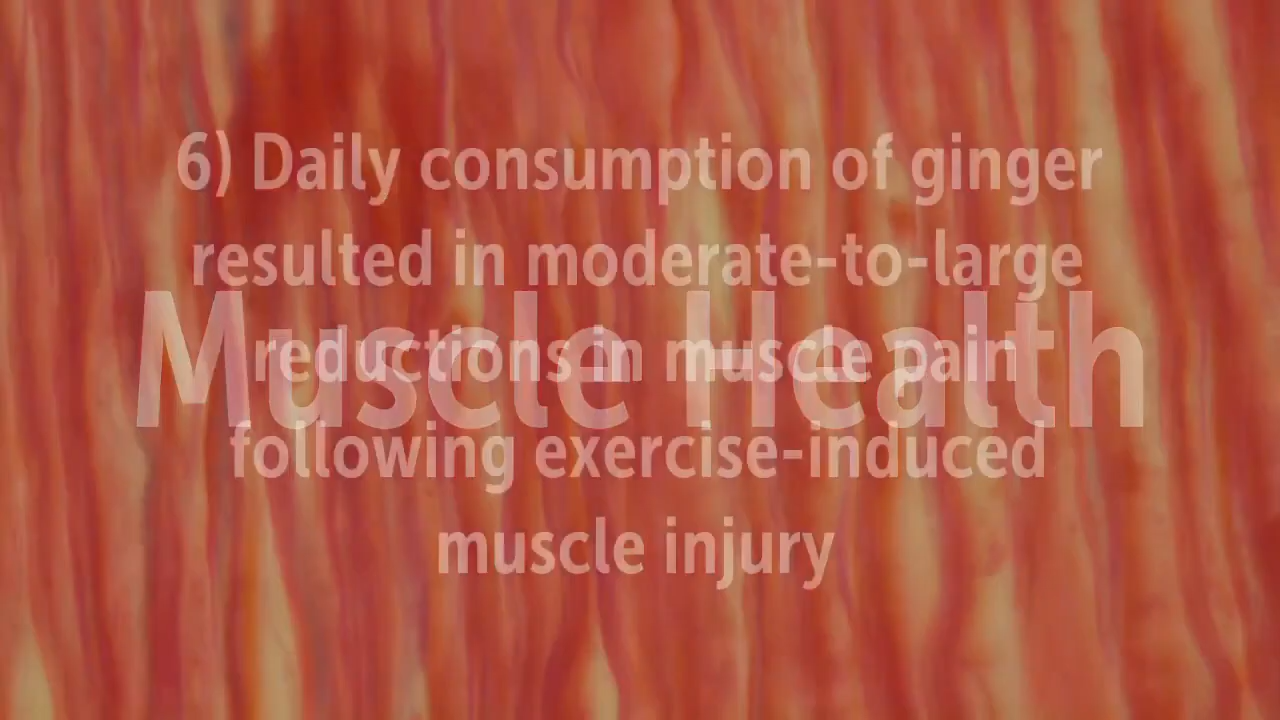 6) Daily consumption of ginger
resulted in moderate-to-large
Muscle Health
reductions in muscle pain
following exercise-induced
muscle injury